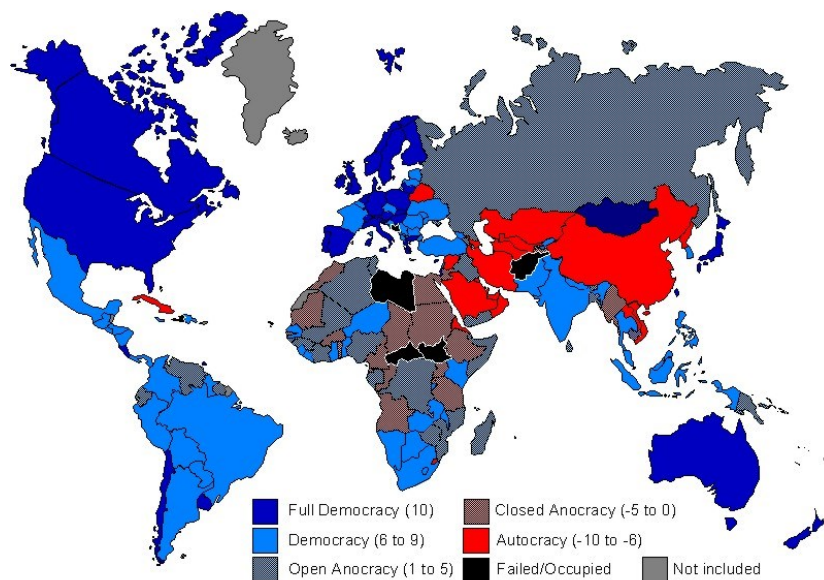 Full Democracy (10)
Closed Anocracy (-5 to 0)
Democracy (6 to 9)
Autocracy (-10 to -6)
Open Anocracy (1 to 5)
Failed/Occupied
Not included